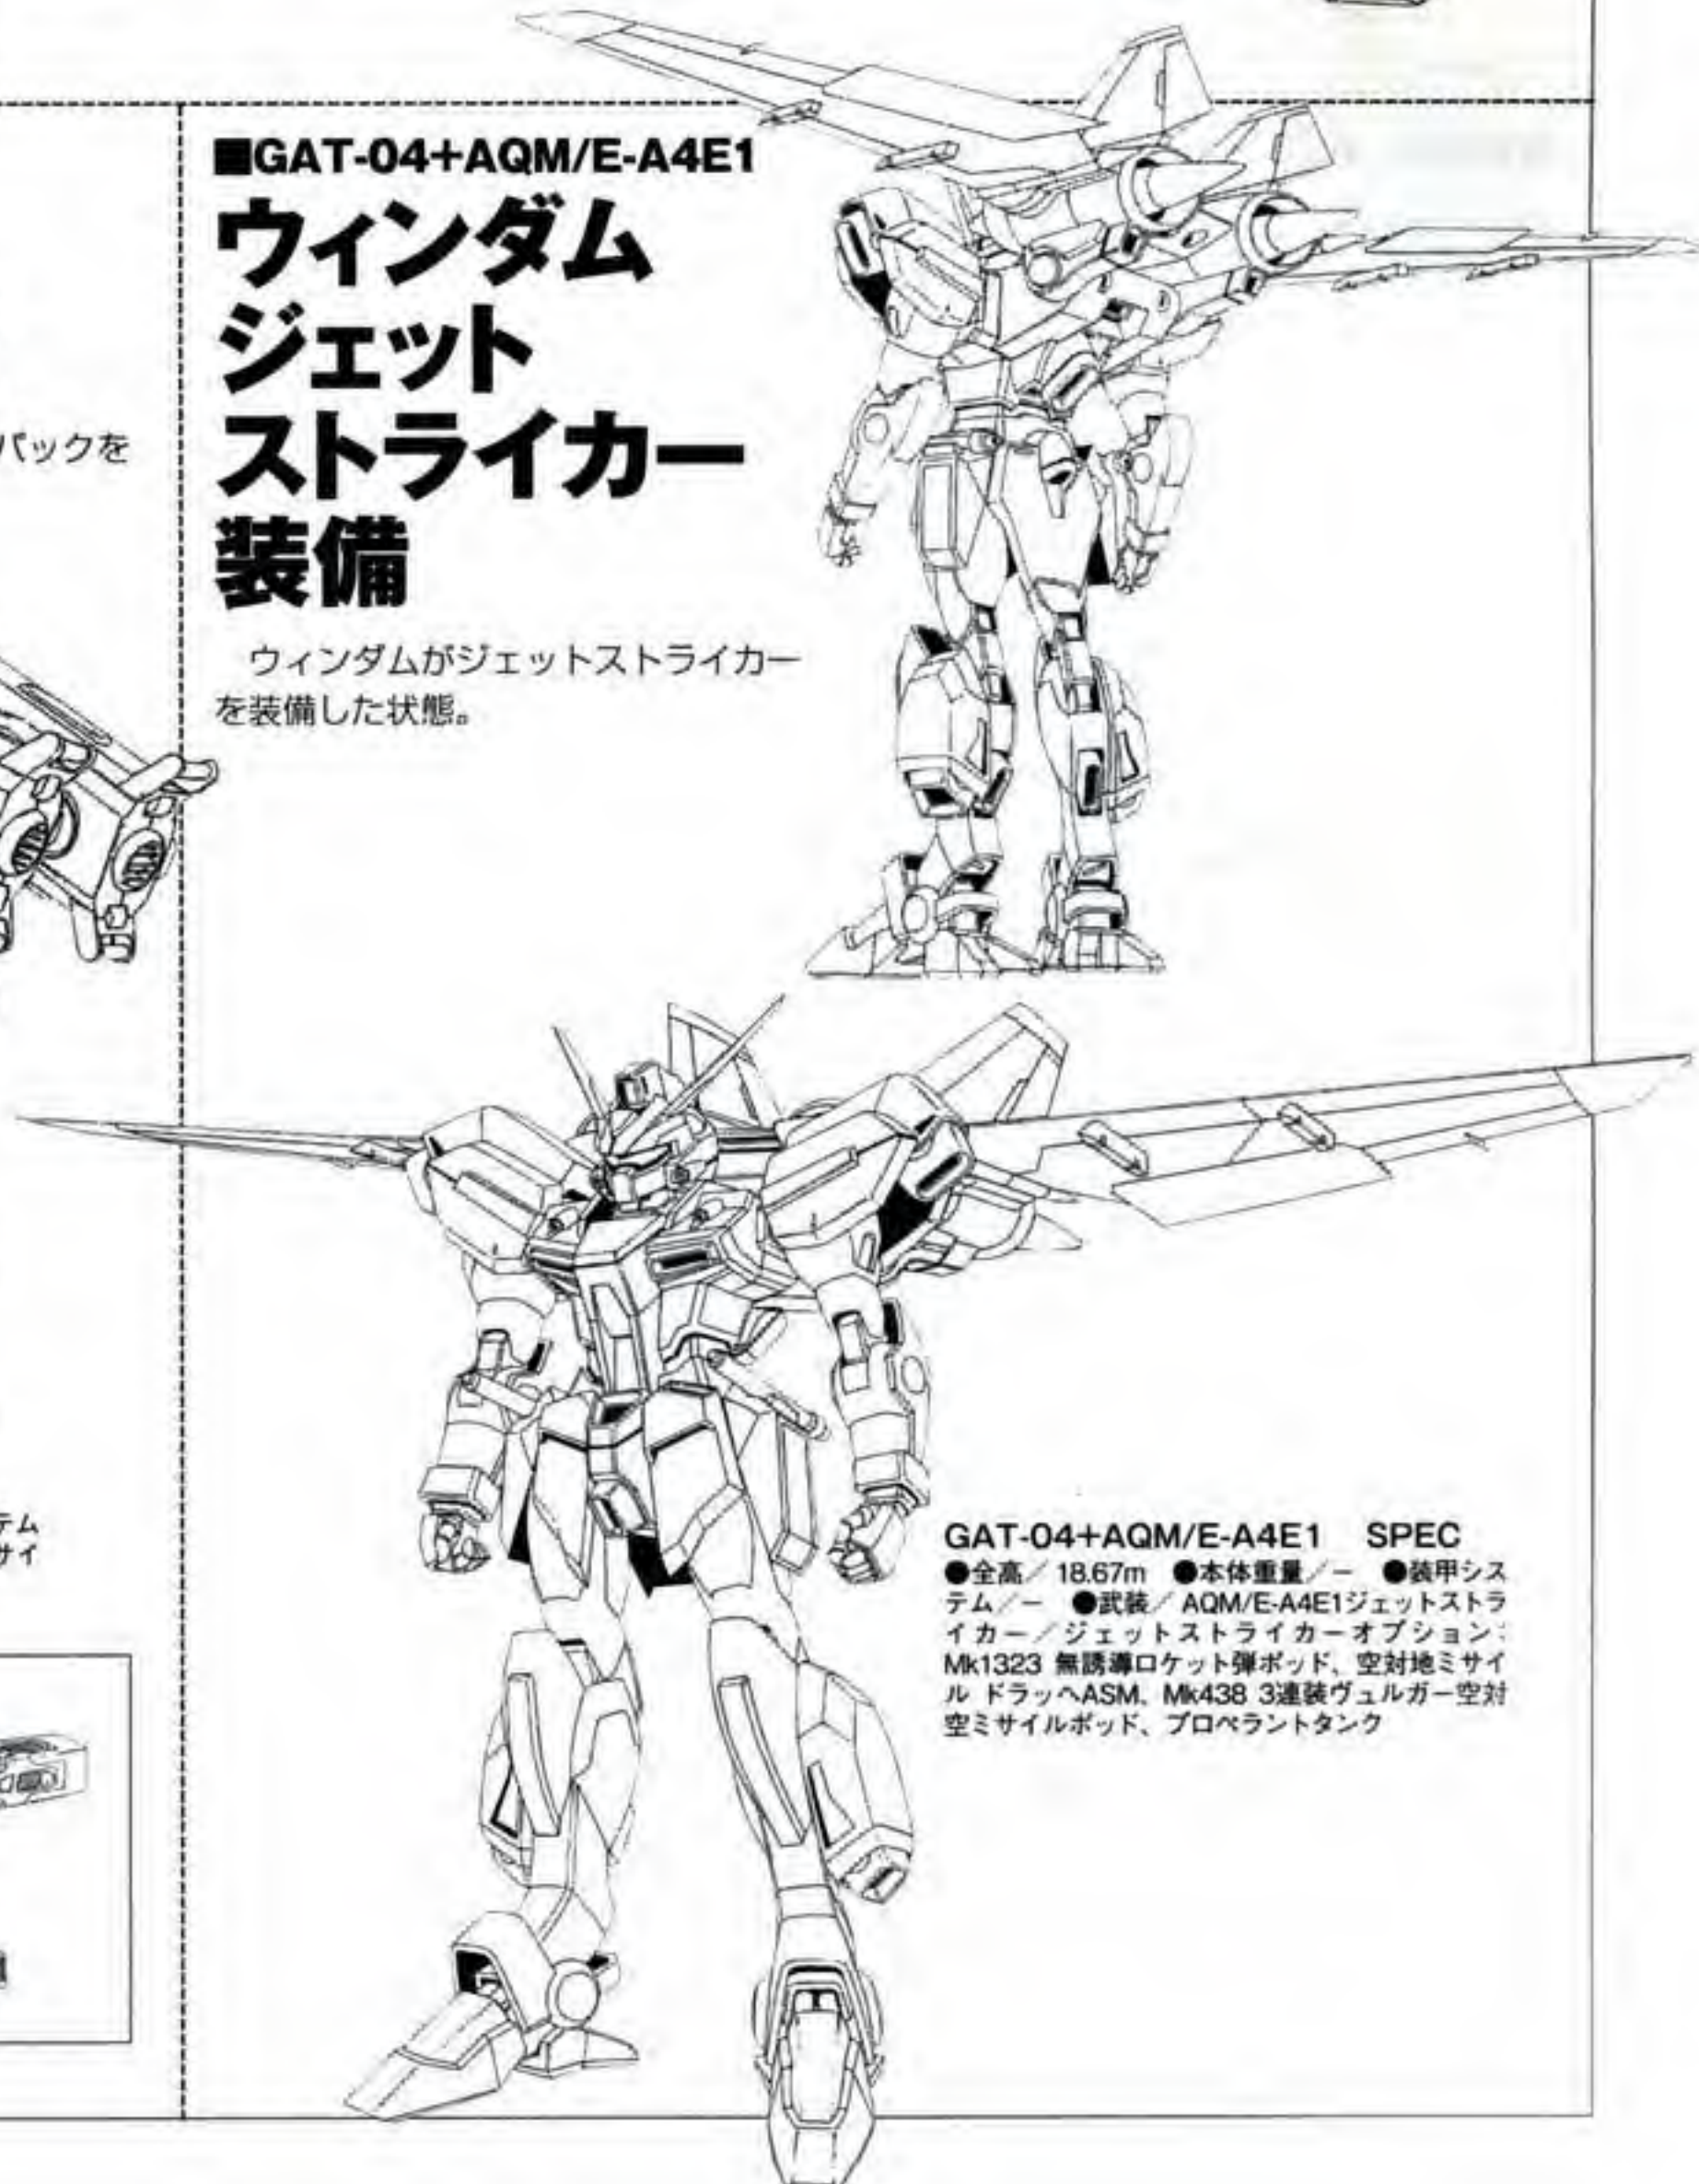 パックを
テム
サイ
■GAT-04+AQM/E-A4E1
ウィンダム
ジェット
ストライカー
装備
ウィンダムがジェットストライカー
を装備した状態。
GAT-04+AQM/E-A4E1 SPEC
●全高／18.67m ●本体重量／－ ●装甲シス
テム／－ ●武装／AQM/E-A4E1ジェットストラ
イカー／ジェットストライカーオプション：
Mk1323 無誘導ロケット弾ポッド、空対地ミサイ
ル ドラッヘASM、Mk438 3連装ヴュルガー空対
空ミサイルポッド、プロペラントタンク